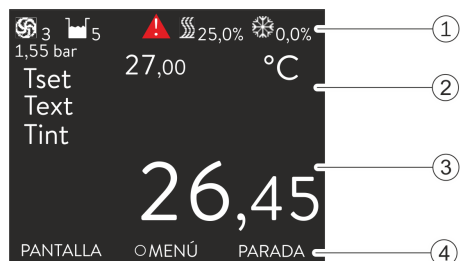 3 5 25,0% 0,0% 1
1,55 bar
27,00 °C
Tset 2
Text
Tint
26,45 3
PANTALLA MENÚ PARADA 4